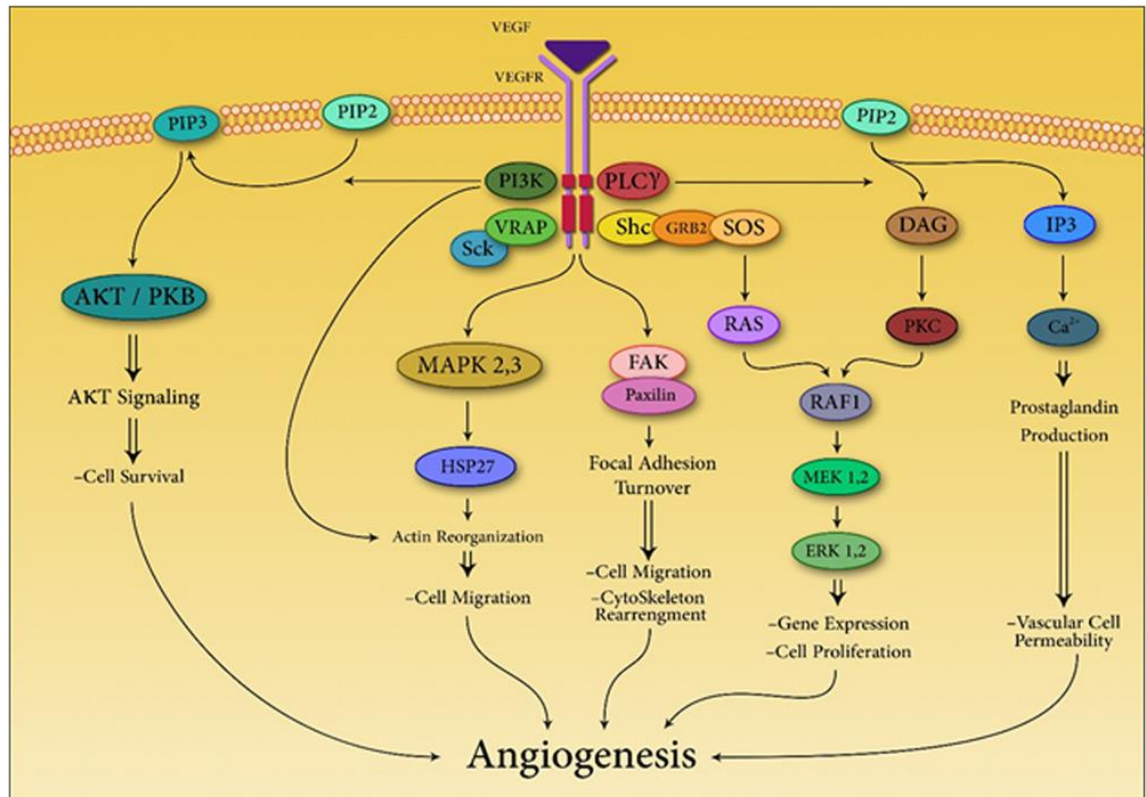 VEGF
VEGFR
PIP3
PIP2
PIP2
PI3K
PLCγ
VRAP
Sck
Shc
GRB2
SOS
DAG
IP3
AKT / PKB
RAS
PKC
Ca2+
MAPK 2,3
FAK
Paxilin
RAF1
AKT Signaling
Prostaglandin
Production
HSP27
Focal Adhesion
Turnover
MEK 1,2
–Cell Survival
Actin Reorganization
ERK 1,2
–Cell Migration
–Cell Migration
–CytoSkeleton
Rearrengment
–Gene Expression
–Cell Proliferation
–Vascular Cell
Permeability
Angiogenesis